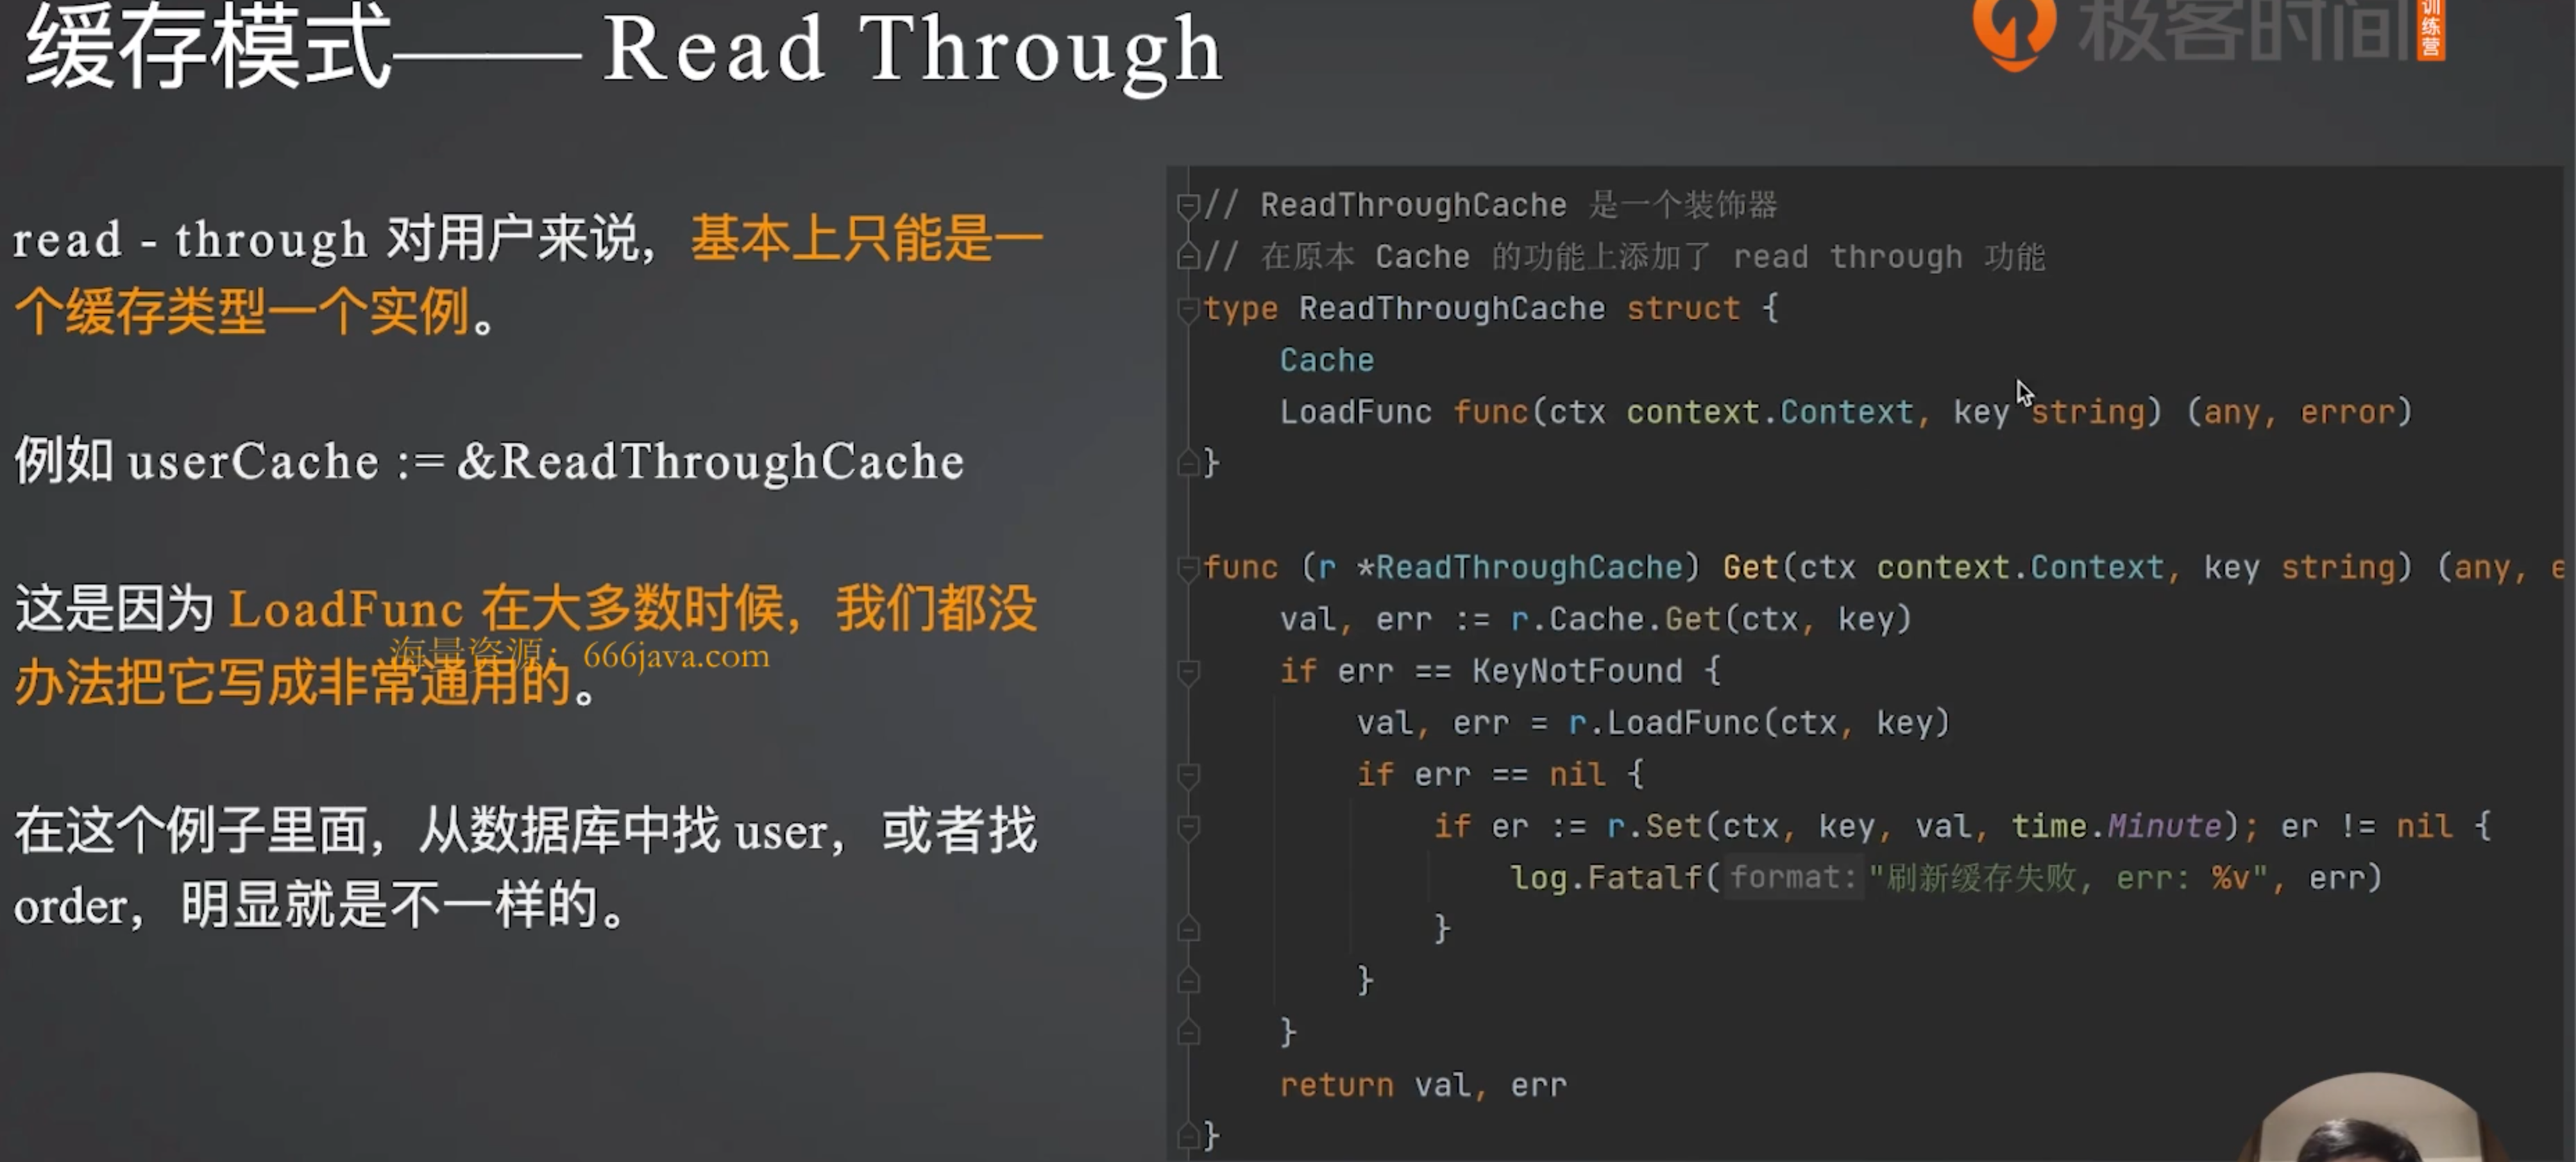 缓存模式—— Read Through
极客时间
训练营
read - through 对用户来说，基本上只能是一
个缓存类型一个实例。
例如 userCache := &ReadThroughCache
这是因为 LoadFunc 在大多数时候，我们都没
办法把它写成非常通用的。
海量资源：666java.com
在这个例子里面，从数据库中找 user，或者找
order，明显就是不一样的。
// ReadThroughCache 是一个装饰器
// 在原本 Cache 的功能上添加了 read through 功能
type ReadThroughCache struct {
Cache
LoadFunc func(ctx context.Context, key string) (any, error)
}
func (r *ReadThroughCache) Get(ctx context.Context, key string) (any, e
val, err := r.Cache.Get(ctx, key)
if err == KeyNotFound {
val, err = r.LoadFunc(ctx, key)
if err == nil {
if er := r.Set(ctx, key, val, time.Minute); er != nil {
log.Fatalf( format: "刷新缓存失败, err: %v", err)
}
}
}
return val, err
}